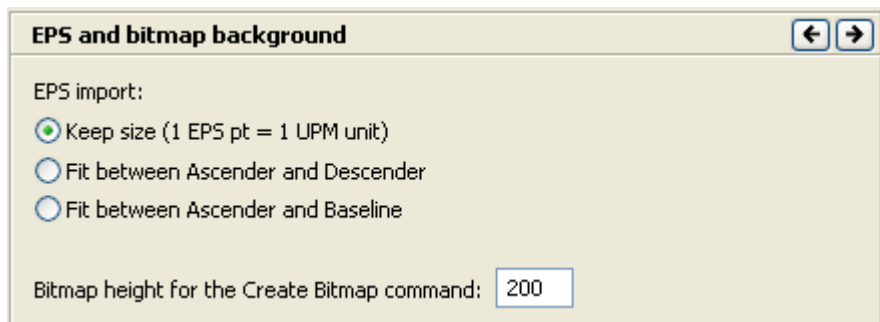 EPS and bitmap background
EPS import:
Keep size (1 EPS pt = 1 UPM unit)
Fit between Ascender and Descender
Fit between Ascender and Baseline
Bitmap height for the Create Bitmap command: 200